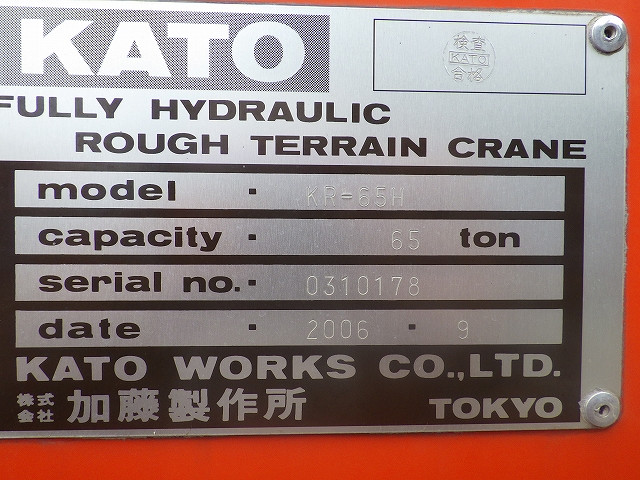 KATO
検査
KATO
合格
FULLY HYDRAULIC
ROUGH TERRAIN CRANE
model · KR-65H
capacity · 65 ton
serial no. · 0310178
date · 2006 · 9
KATO WORKS CO.,LTD.
株式会社 加藤製作所 TOKYO